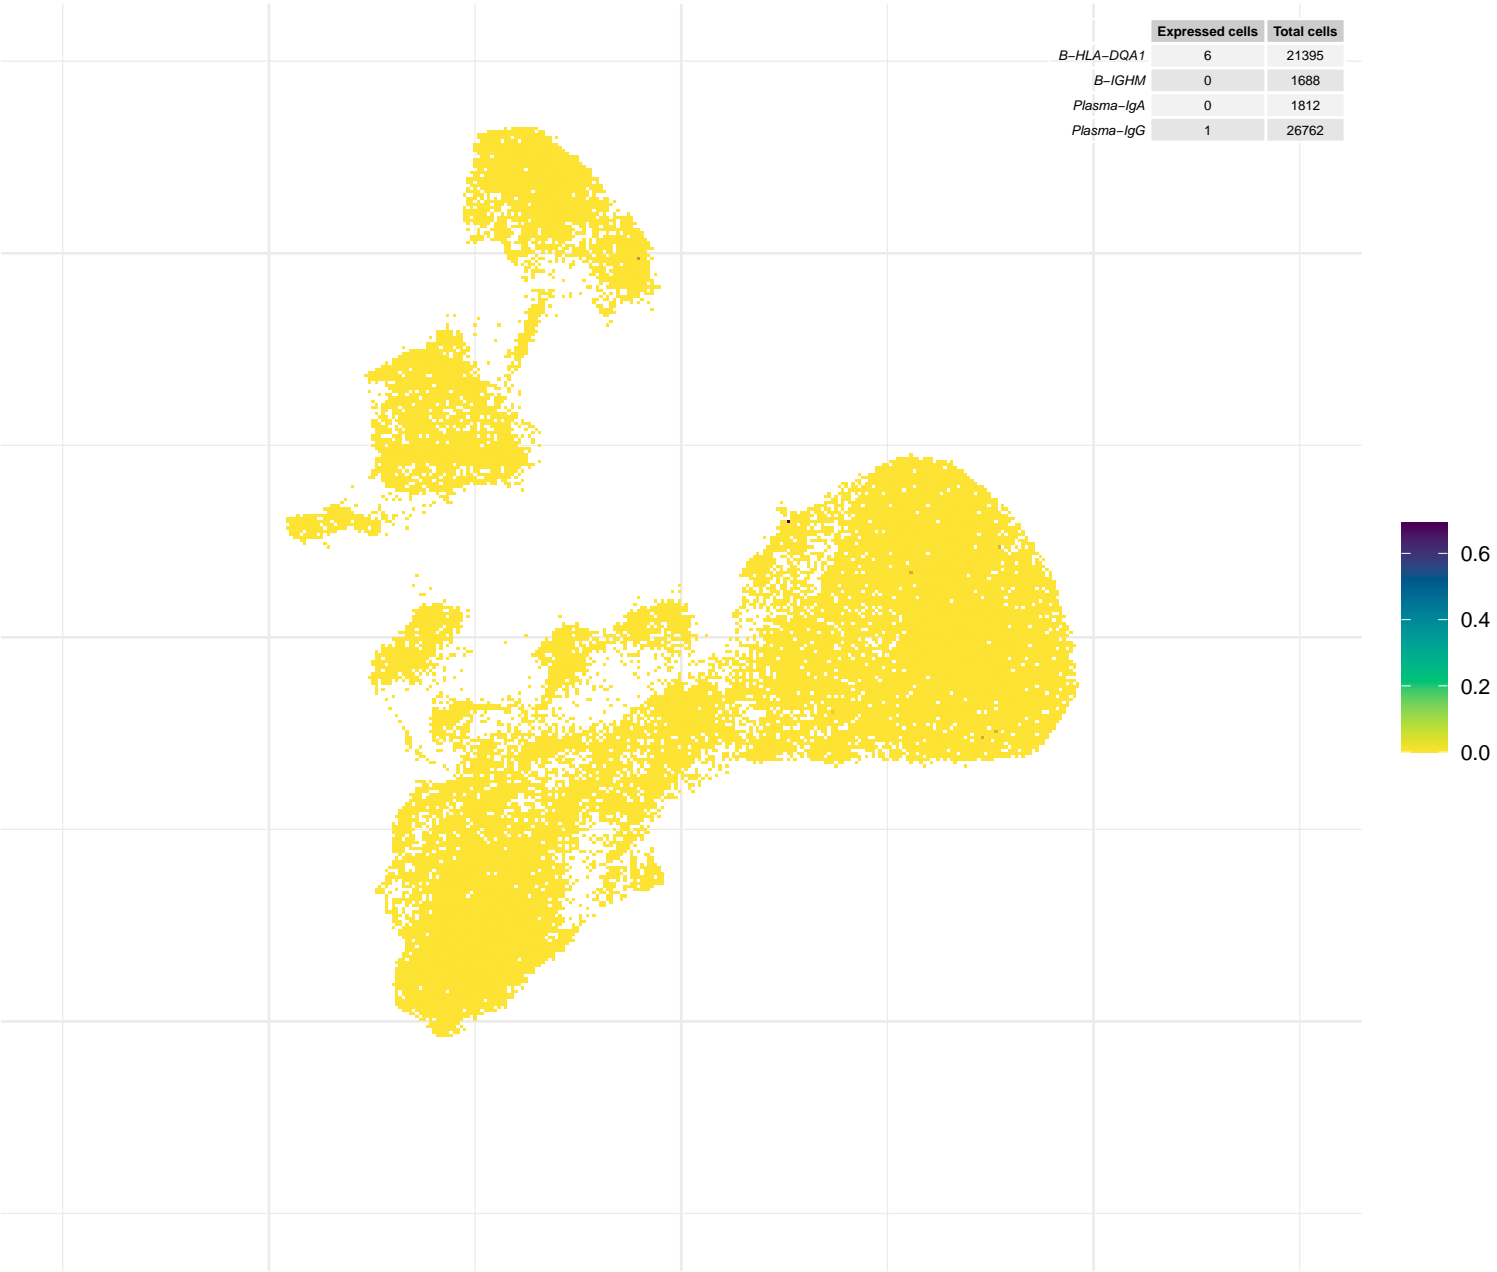 Expressed cells Total cells
B−HLA−DQA1 6 21395
B−IGHM 0 1688
Plasma−IgA 0 1812
Plasma−IgG 1 26762
0.6
0.4
0.2
0.0